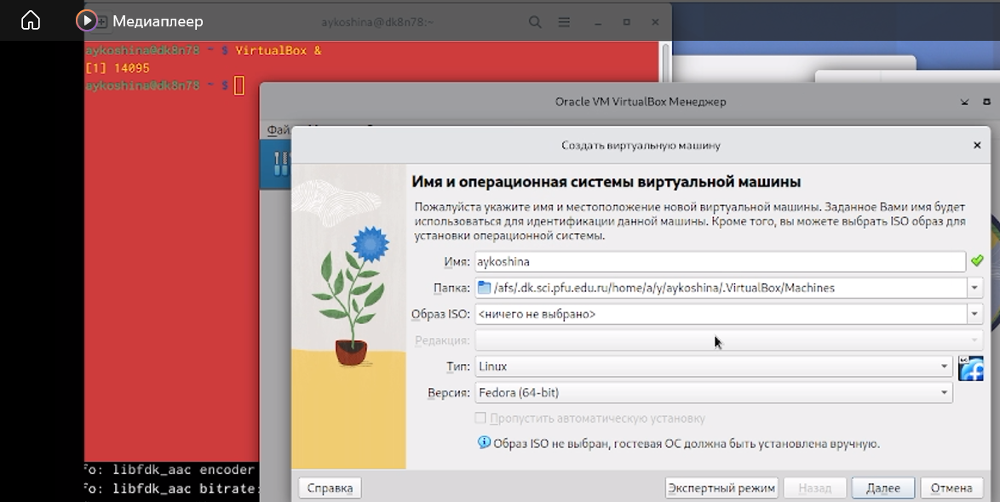 Медиаплеер
aykoshina@dk8n78:~
aykoshina@dk8n78 ~ $ VirtualBox &
[1] 14095
aykoshina@dk8n78 ~ $
Oracle VM VirtualBox Менеджер
Фай
Создать виртуальную машину
Имя и операционная системы виртуальной машины
Пожалуйста укажите имя и местоположение новой виртуальной машины. Заданное Вами имя будет
использоваться для идентификации данной машины. Кроме того, вы можете выбрать ISO образ для
установки операционной системы.
Имя: aykoshina
Папка: /afs/.dk.sci.pfu.edu.ru/home/a/y/aykoshina/.VirtualBox/Machines
Образ ISO: <ничего не выбрано>
Редакция:
Тип: Linux
Версия: Fedora (64-bit)
Пропустить автоматическую установку
Образ ISO не выбран, гостевая ОС должна быть установлена вручную.
fo: libfdk_aac encoder
fo: libfdk_aac bitrate:
Справка Экспертный режим Назад Далее Отмена